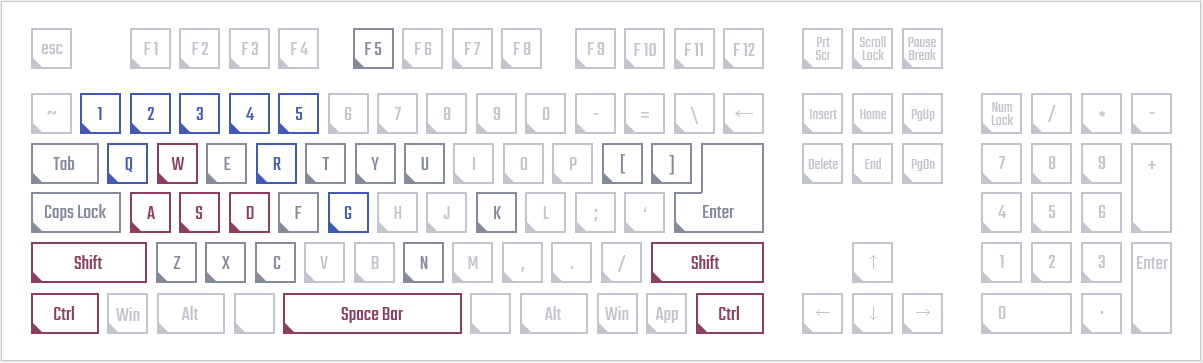 esc F1 F2 F3 F4 F5 F6 F7 F8 F9 F10 F11 F12 Prt Scr Scroll Lock Pause Break
~ 1 2 3 4 5 6 7 8 9 0 - = \ ← Insert Home PgUp Num Lock / * -
Tab Q W E R T Y U I O P [ ] Delete End PgDn 7 8 9 +
Caps Lock A S D F G H J K L ; ‘ Enter 4 5 6
Shift Z X C V B N M , . / Shift ↑ 1 2 3 Enter
Ctrl Win Alt Space Bar Alt Win App Ctrl ← ↓ → 0 .